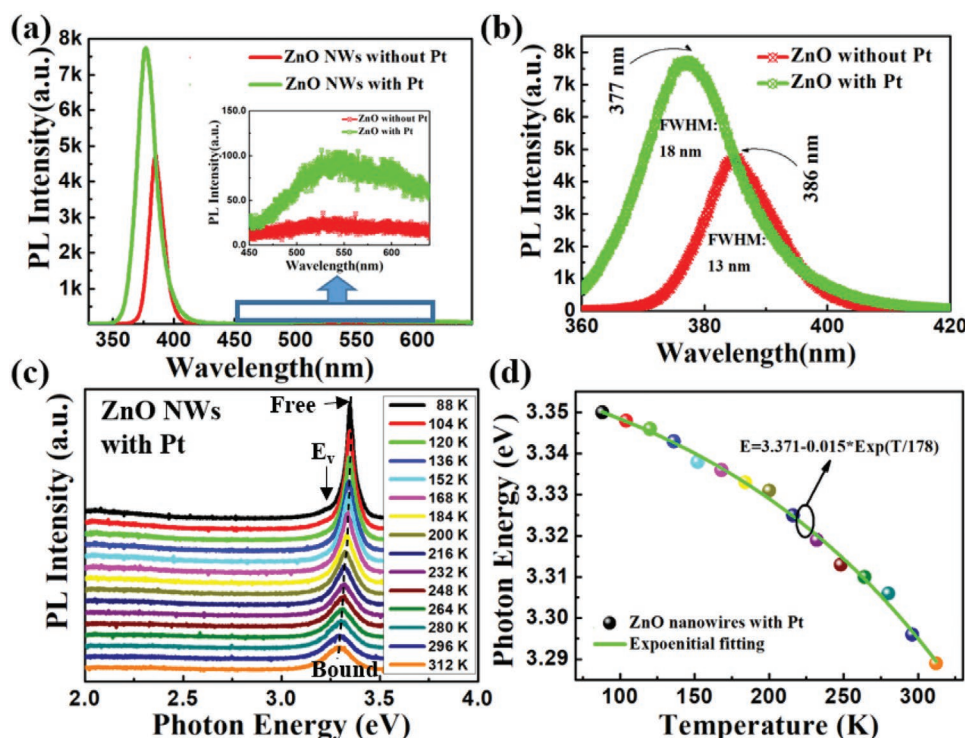 (a)
8k
7k
6k
5k
4k
3k
2k
1k
PL Intensity(a.u.)
ZnO NWs without Pt
ZnO NWs with Pt
150.0
100.0
50.0
0.0
PL Intensity (a.u.)
ZnO without Pt
ZnO with Pt
450 500 550 600
Wavelength(nm)
350 400 450 500 550 600
Wavelength(nm)
(b)
8k
7k
6k
5k
4k
3k
2k
1k
0
PL Intensity(a.u.)
377 nm
ZnO without Pt
ZnO with Pt
FWHM:
18 nm
386 nm
FWHM:
13 nm
360 380 400 420
Wavelength(nm)
(c)
PL Intensity (a.u.)
ZnO NWs
with Pt
Free
Ev
Bound
88 K
104 K
120 K
136 K
152 K
168 K
184 K
200 K
216 K
232 K
248 K
264 K
280 K
296 K
312 K
2.0 2.5 3.0 3.5 4.0
Photon Energy (eV)
(d)
3.35
3.34
3.33
3.31
3.30
3.29
Photon Energy (eV)
E=3.371-0.015*Exp(T/178)
ZnO nanowires with Pt
Expoenitial fitting
100 150 200 250 300
Temperature (K)